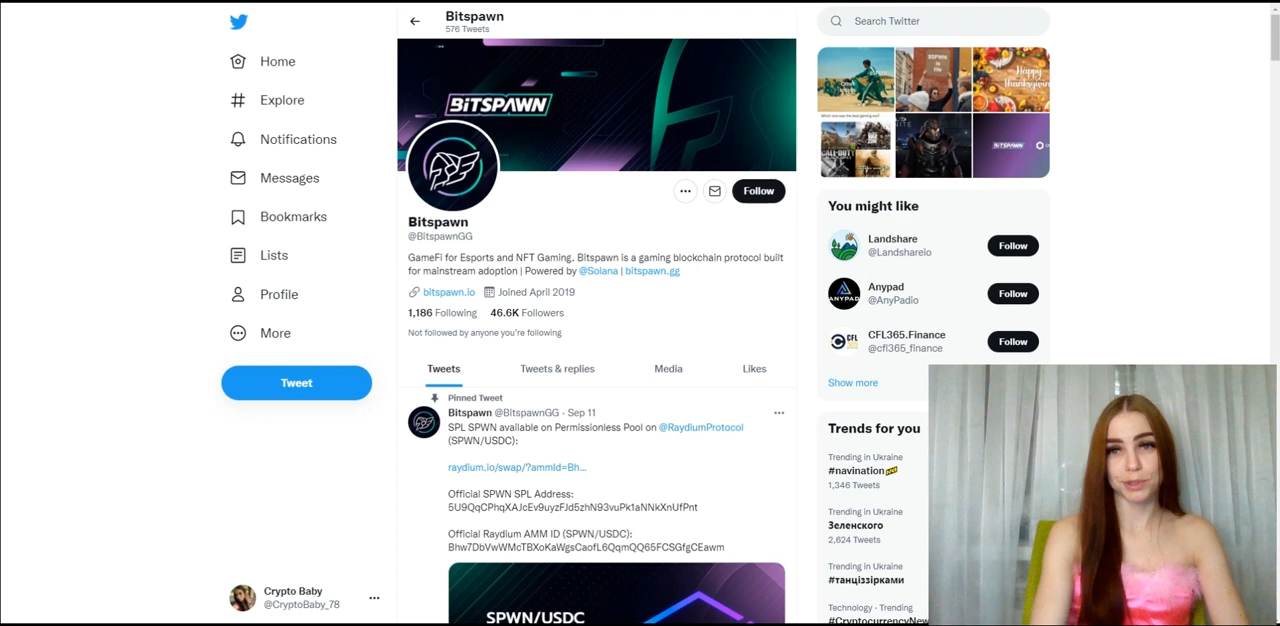 Bitspawn
576 Tweets
Search Twitter
Home
Explore
Notifications
Messages
Bookmarks
Lists
Profile
More
Tweet
Crypto Baby
@CryptoBaby_78
BITSPAWN
Follow
Bitspawn
@BitspawnGG
GameFi for Esports and NFT Gaming. Bitspawn is a gaming blockchain protocol built
for mainstream adoption | Powered by @Solana | bitspawn.gg
bitspawn.io Joined April 2019
1,186 Following 46.6K Followers
Not followed by anyone you're following
Tweets Tweets & replies Media Likes
Pinned Tweet
Bitspawn @BitspawnGG · Sep 11
SPL SPWN available on Permissionless Pool on @RaydiumProtocol
(SPWN/USDC):
raydium.io/swap/?ammId=Bh...
Official SPWN SPL Address:
5U9QqCPhqXAJcEv9uyzFJd5zhN93vuPk1aNNkXnUfPnt
Official Raydium AMM ID (SPWN/USDC):
Bhw7DbVwWMcTBXoKaWgsCaofL6QqmQQ65FCSGfgCEawm
SPWN/USDC
Happy
Thanksgiving
BITSPAWN
You might like
Landshare
@Landshareio
Follow
Anypad
@AnyPadio
Follow
ANYPAD
CFL365.Finance
@cfl365_finance
Follow
Show more
Trends for you
Trending in Ukraine
#navination
1,346 Tweets
Trending in Ukraine
Зеленского
2,624 Tweets
Trending in Ukraine
#танціззірками
Technology · Trending
#CryptocurrencyNew